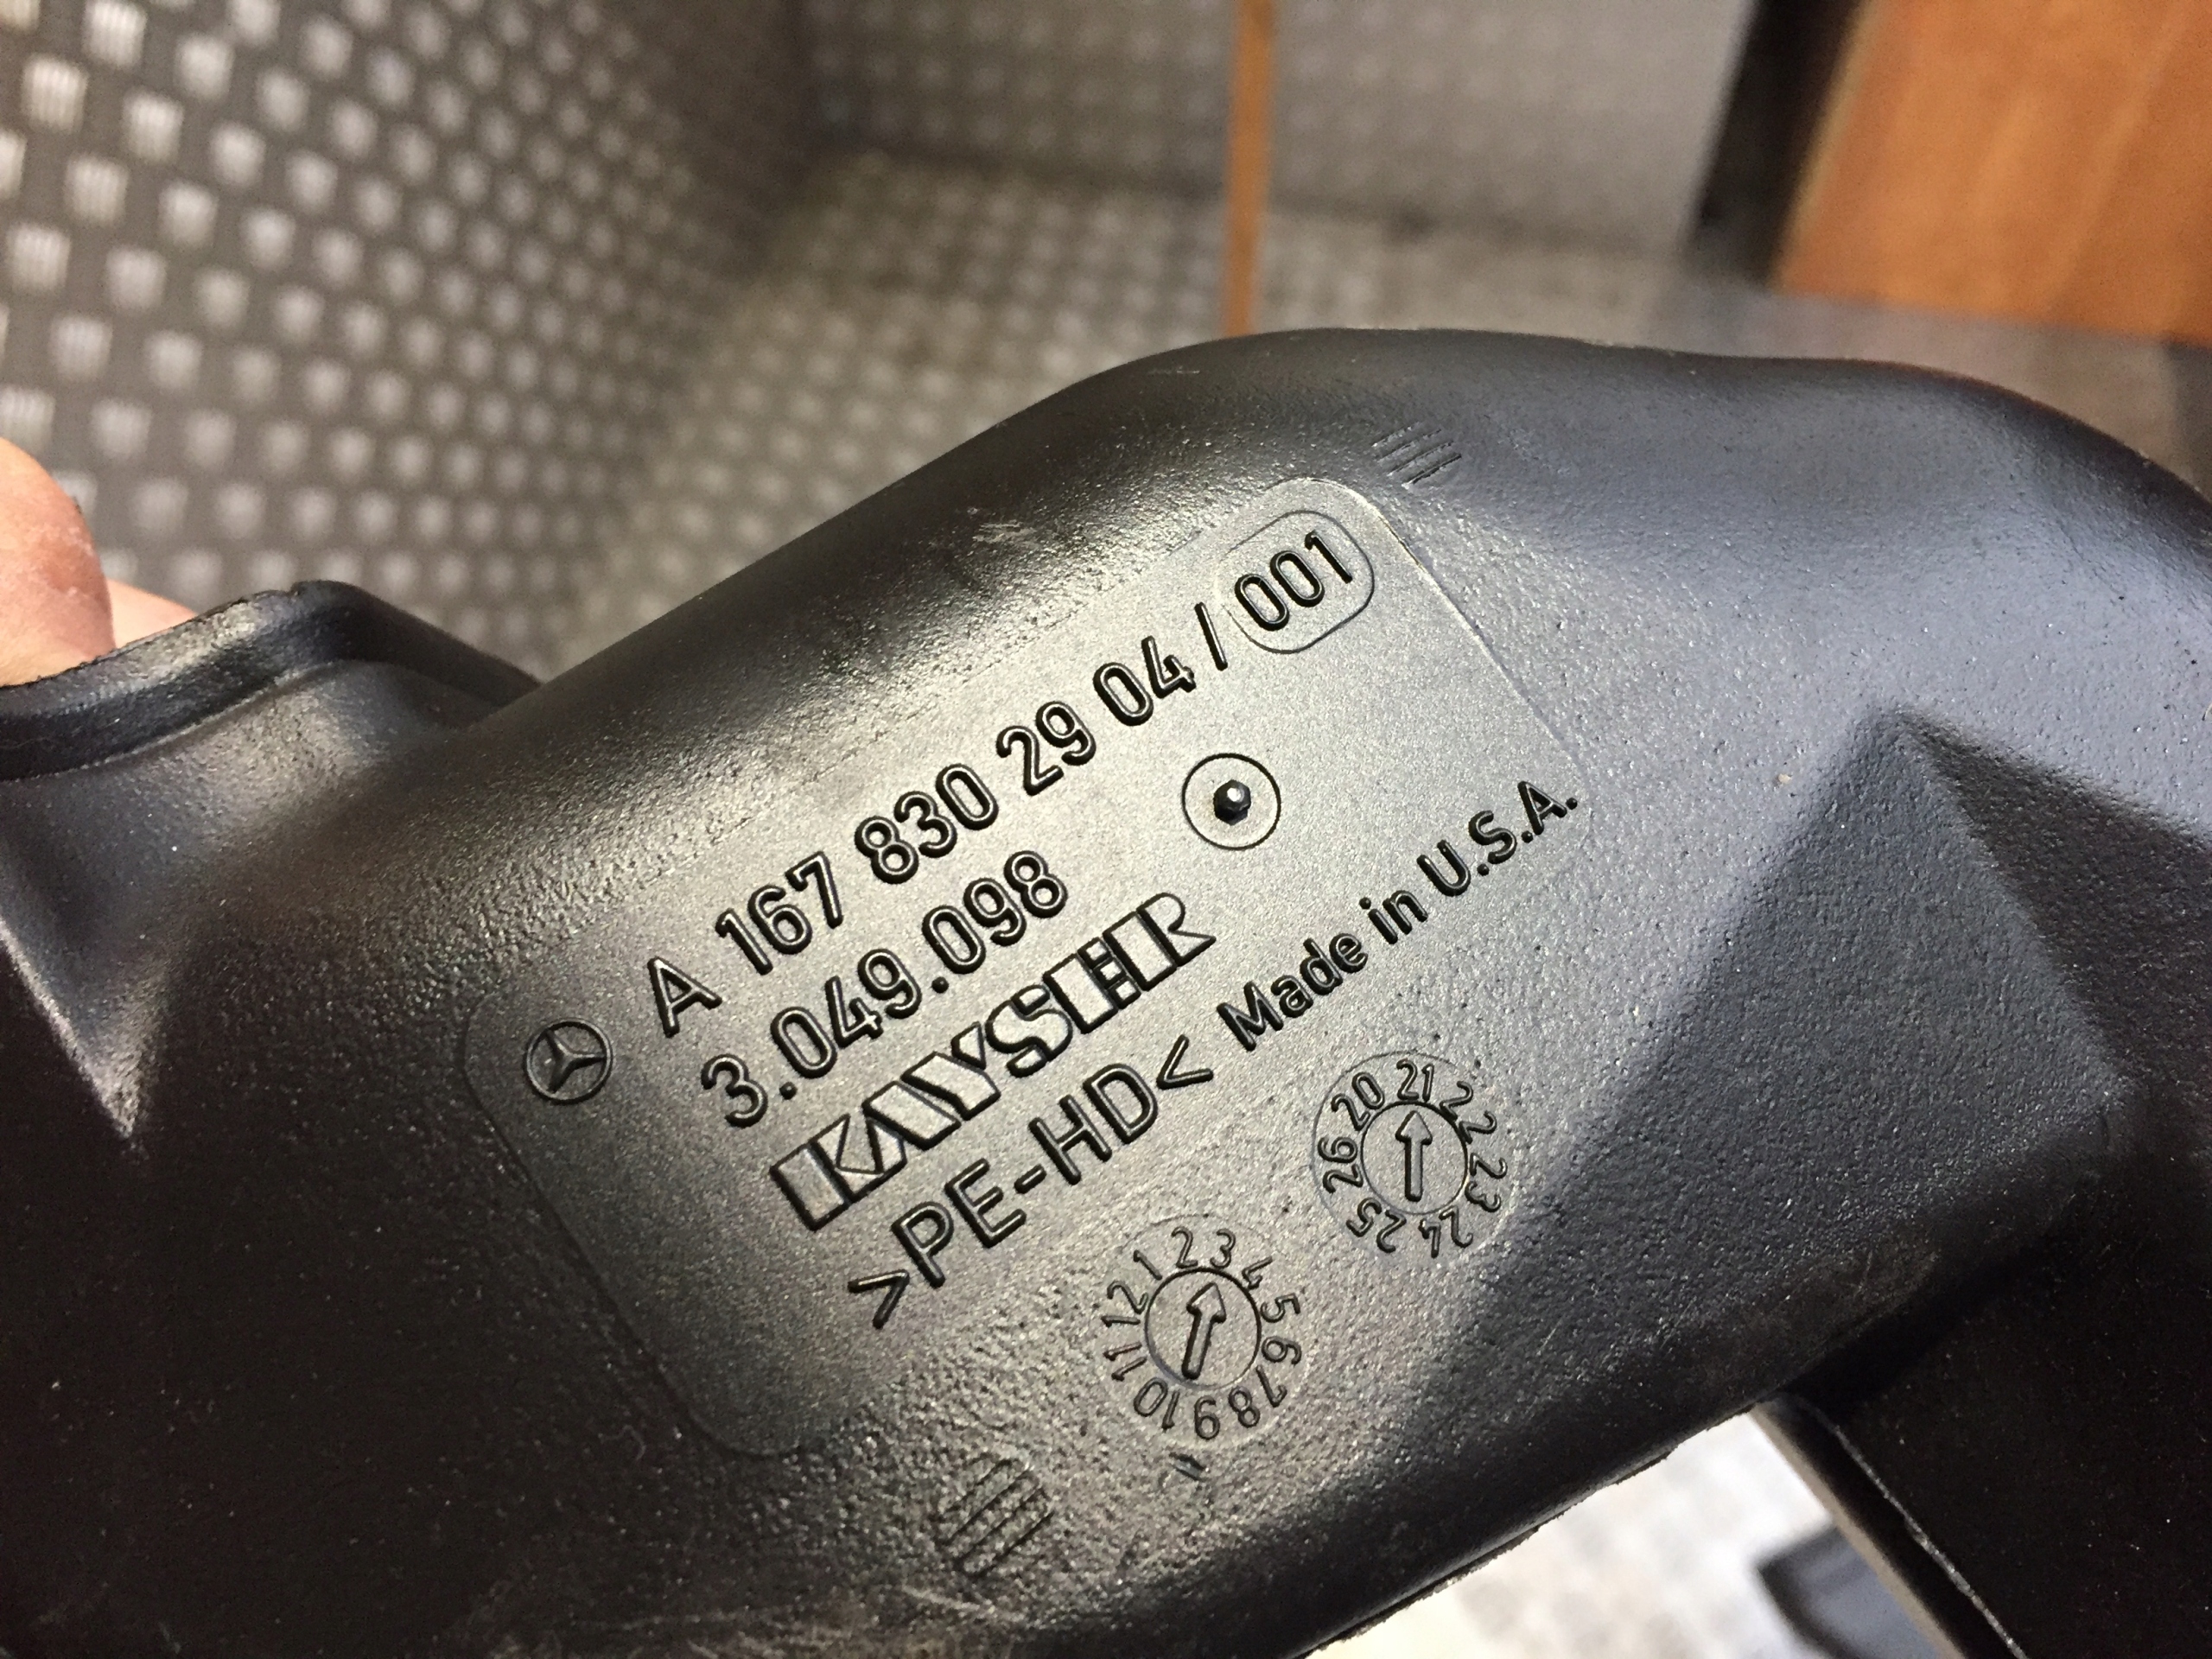 A 167 830 29 04 / 001
3.049.098
KAYSER
>PE-HD< Made in U.S.A.
20 21 22 23 24 25 26
1 2 3 4 5 6 7 8 9 10 11 12